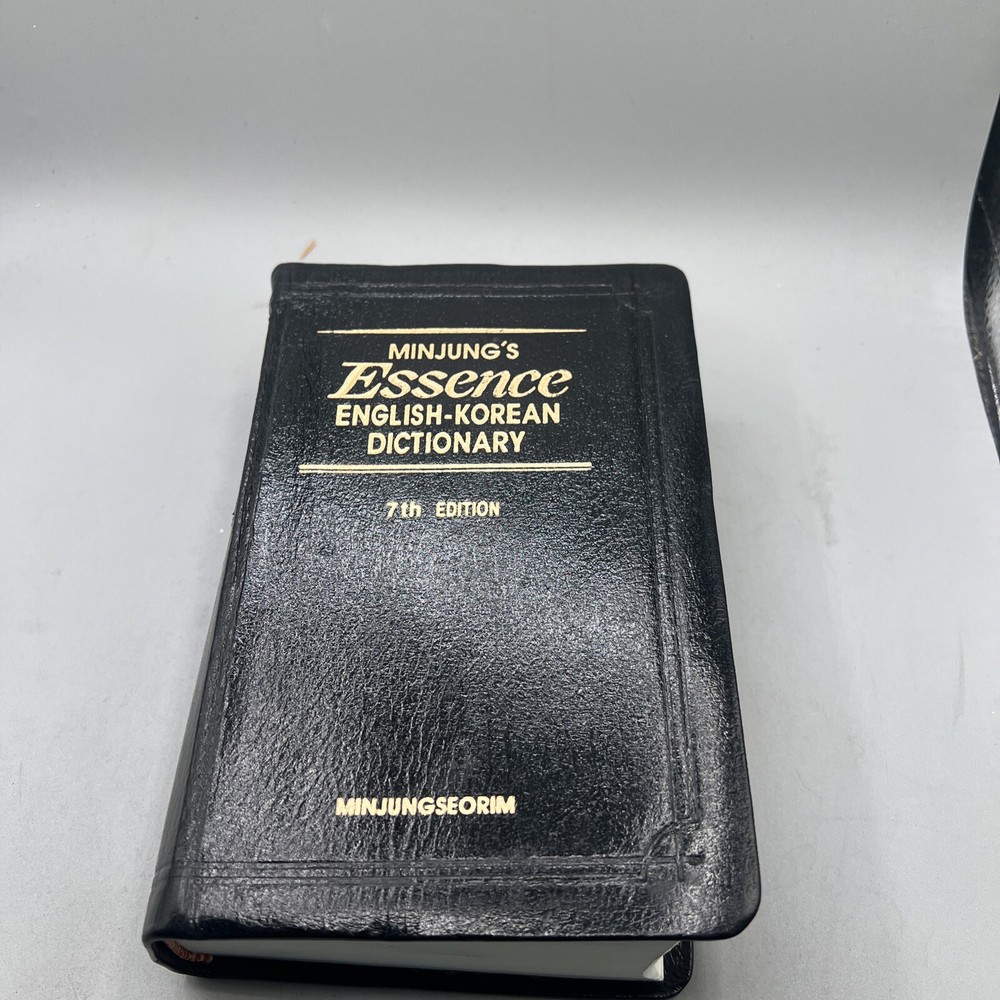 MINJUNG'S
Essence
ENGLISH-KOREAN
DICTIONARY
7th EDITION
MINJUNGSEORIM